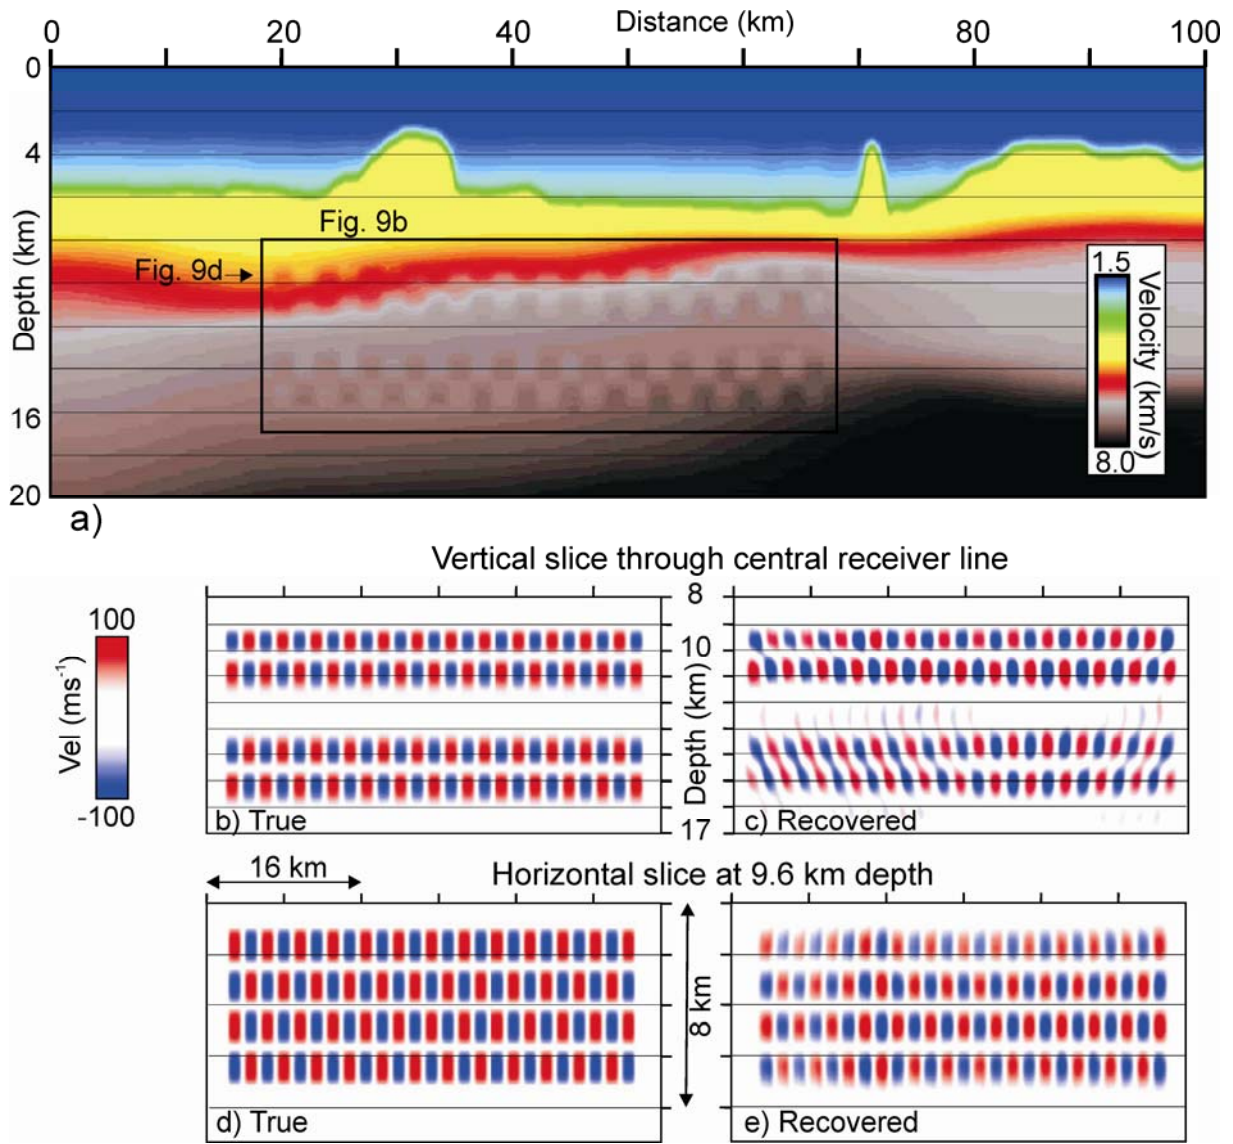 Distance (km)
0 20 40 80 100
0
4
Depth (km)
16
20
Fig. 9b
Fig. 9d
1.5
Velocity (km/s)
8.0
a)
Vertical slice through central receiver line
100
Vel (ms-1)
-100
8
10
Depth (km)
17
b) True
c) Recovered
16 km
Horizontal slice at 9.6 km depth
8 km
d) True
e) Recovered